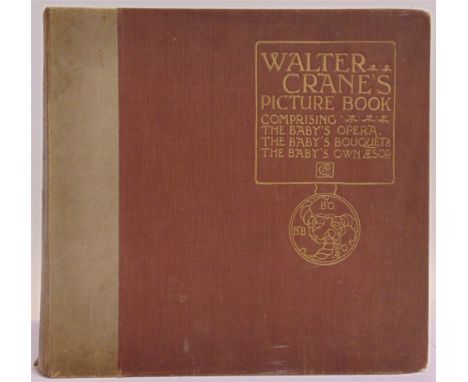 WALTER
CRANE'S
PICTURE BOOK
COMPRISING
THE BABY'S OPERA.
THE BABY'S BOUQUET &
THE BABY'S OWN ÆSOP
B.O.
B.B